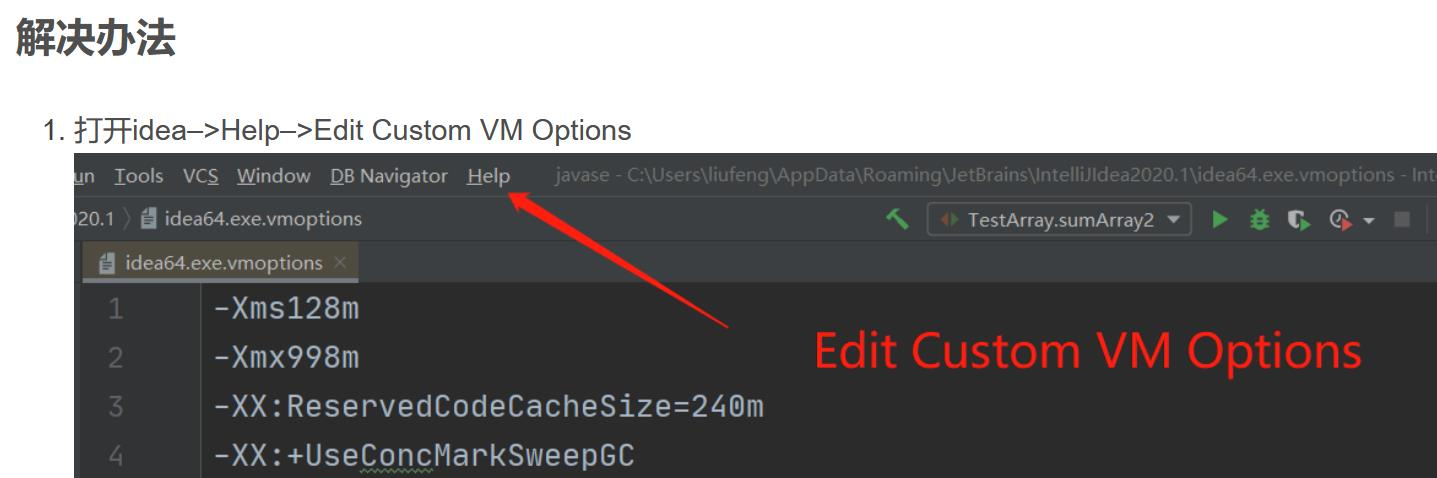 解决办法
1. 打开idea–>Help–>Edit Custom VM Options
un Tools VCS Window DB Navigator Help javase - C:\Users\liufeng\AppData\Roaming\JetBrains\IntelliJIdea2020.1\idea64.exe.vmoptions - Int
020.1 〉 idea64.exe.vmoptions TestArray.sumArray2
idea64.exe.vmoptions ×
1 -Xms128m
2 -Xmx998m
Edit Custom VM Options
3 -XX:ReservedCodeCacheSize=240m
4 -XX:+UseConcMarkSweepGC